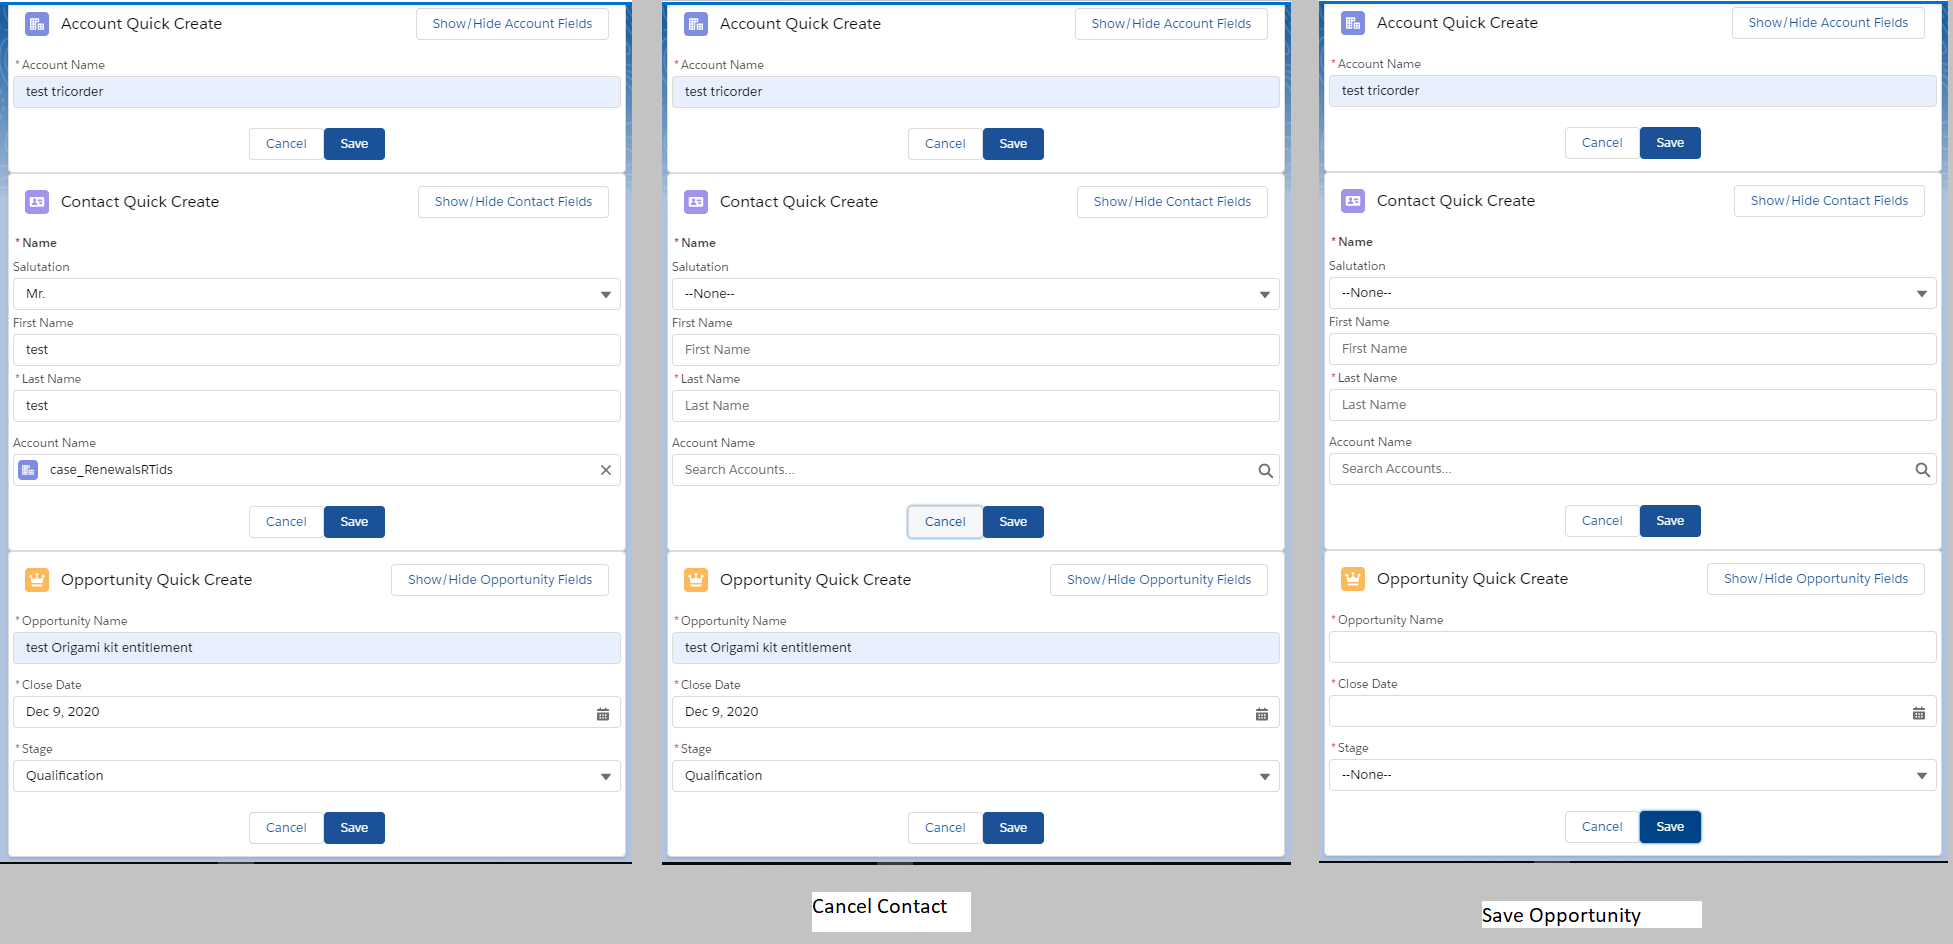 Account Quick Create
Show/Hide Account Fields
* Account Name
test tricorder
Cancel
Save
Contact Quick Create
Show/Hide Contact Fields
* Name
Salutation
Mr.
First Name
test
* Last Name
test
Account Name
case_RenewalsRTids
Cancel
Save
Opportunity Quick Create
Show/Hide Opportunity Fields
* Opportunity Name
test Origami kit entitlement
* Close Date
Dec 9, 2020
* Stage
Qualification
Cancel
Save
Account Quick Create
Show/Hide Account Fields
* Account Name
test tricorder
Cancel
Save
Contact Quick Create
Show/Hide Contact Fields
* Name
Salutation
--None--
First Name
First Name
* Last Name
Last Name
Account Name
Search Accounts...
Cancel
Save
Opportunity Quick Create
Show/Hide Opportunity Fields
* Opportunity Name
test Origami kit entitlement
* Close Date
Dec 9, 2020
* Stage
Qualification
Cancel
Save
Cancel Contact
Account Quick Create
Show/Hide Account Fields
* Account Name
test tricorder
Cancel
Save
Contact Quick Create
Show/Hide Contact Fields
* Name
Salutation
--None--
First Name
First Name
* Last Name
Last Name
Account Name
Search Accounts...
Cancel
Save
Opportunity Quick Create
Show/Hide Opportunity Fields
* Opportunity Name
* Close Date
* Stage
--None--
Cancel
Save
Save Opportunity